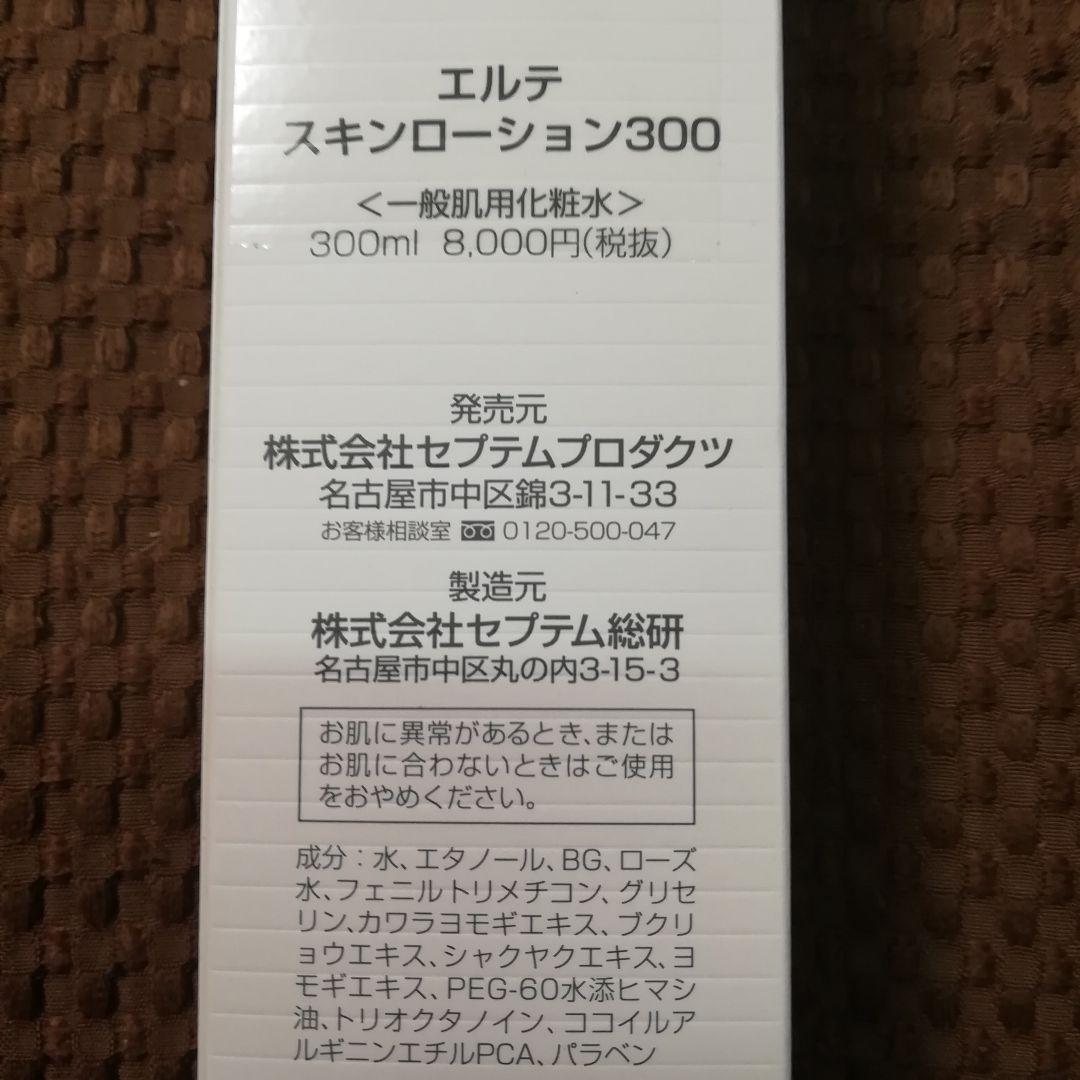 エルテ
スキンローション300
＜一般肌用化粧水＞
300ml 8,000円(税抜)
発売元
株式会社セプテムプロダクツ
名古屋市中区錦3-11-33
お客様相談室 0120-500-047
製造元
株式会社セプテム総研
名古屋市中区丸の内3-15-3
お肌に異常があるとき、または
お肌に合わないときはご使用
をおやめください。
成分：水、エタノール、BG、ローズ
水、フェニルトリメチコン、グリセ
リン、カワラヨモギエキス、ブクリ
ョウエキス、シャクヤクエキス、ヨ
モギエキス、PEG-60水添ヒマシ
油、トリオクタノイン、ココイルア
ルギニンエチルPCA、パラベン